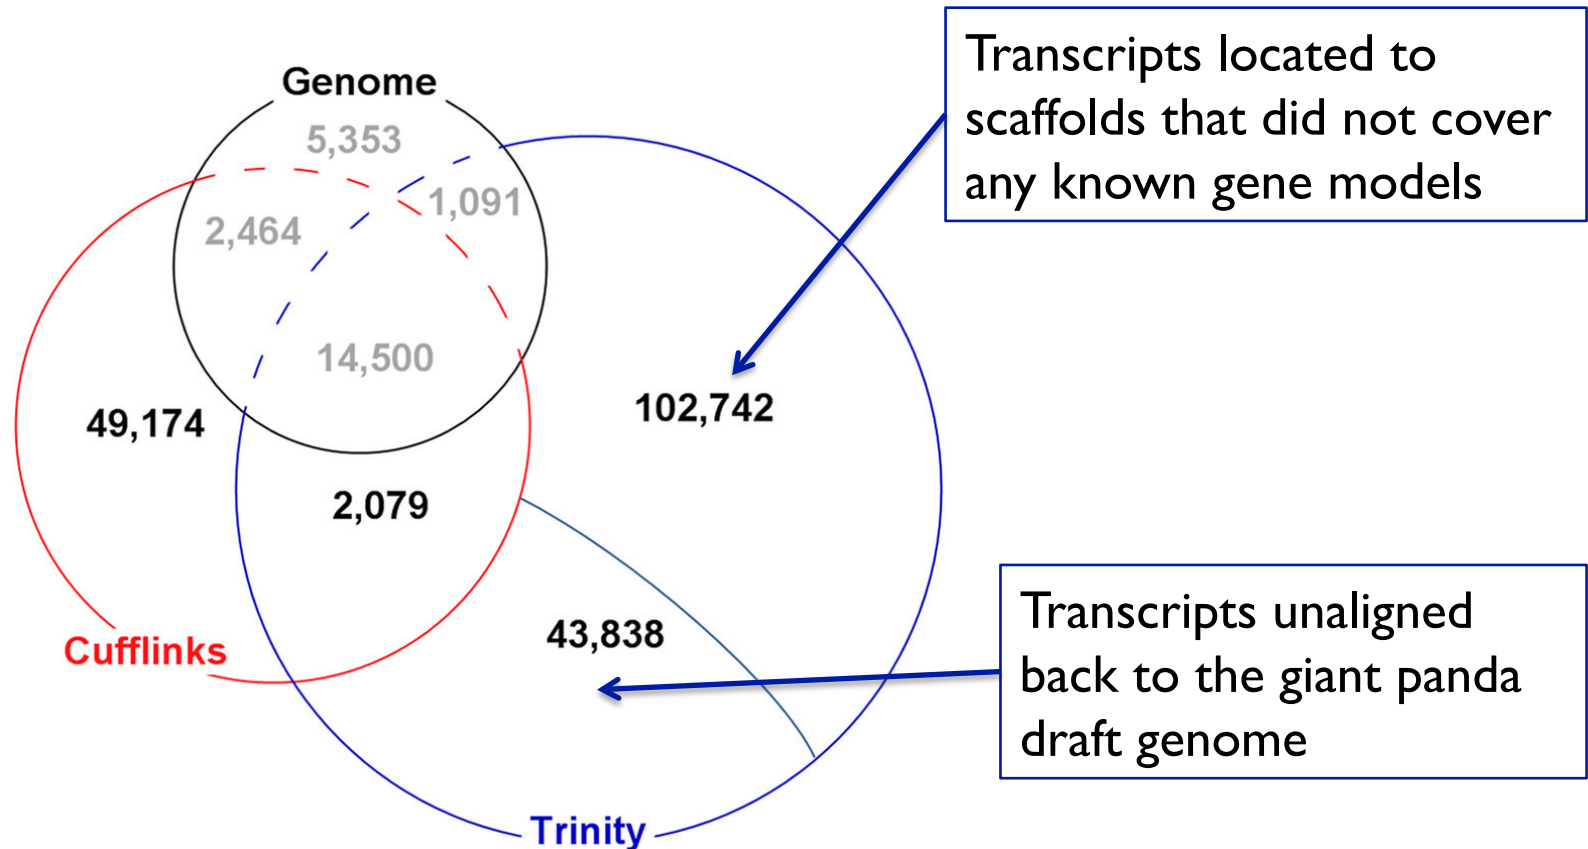 Genome
5,353
1,091
2,464
14,500
49,174
102,742
2,079
43,838
Cufflinks
Trinity
Transcripts located to
scaffolds that did not cover
any known gene models
Transcripts unaligned
back to the giant panda
draft genome